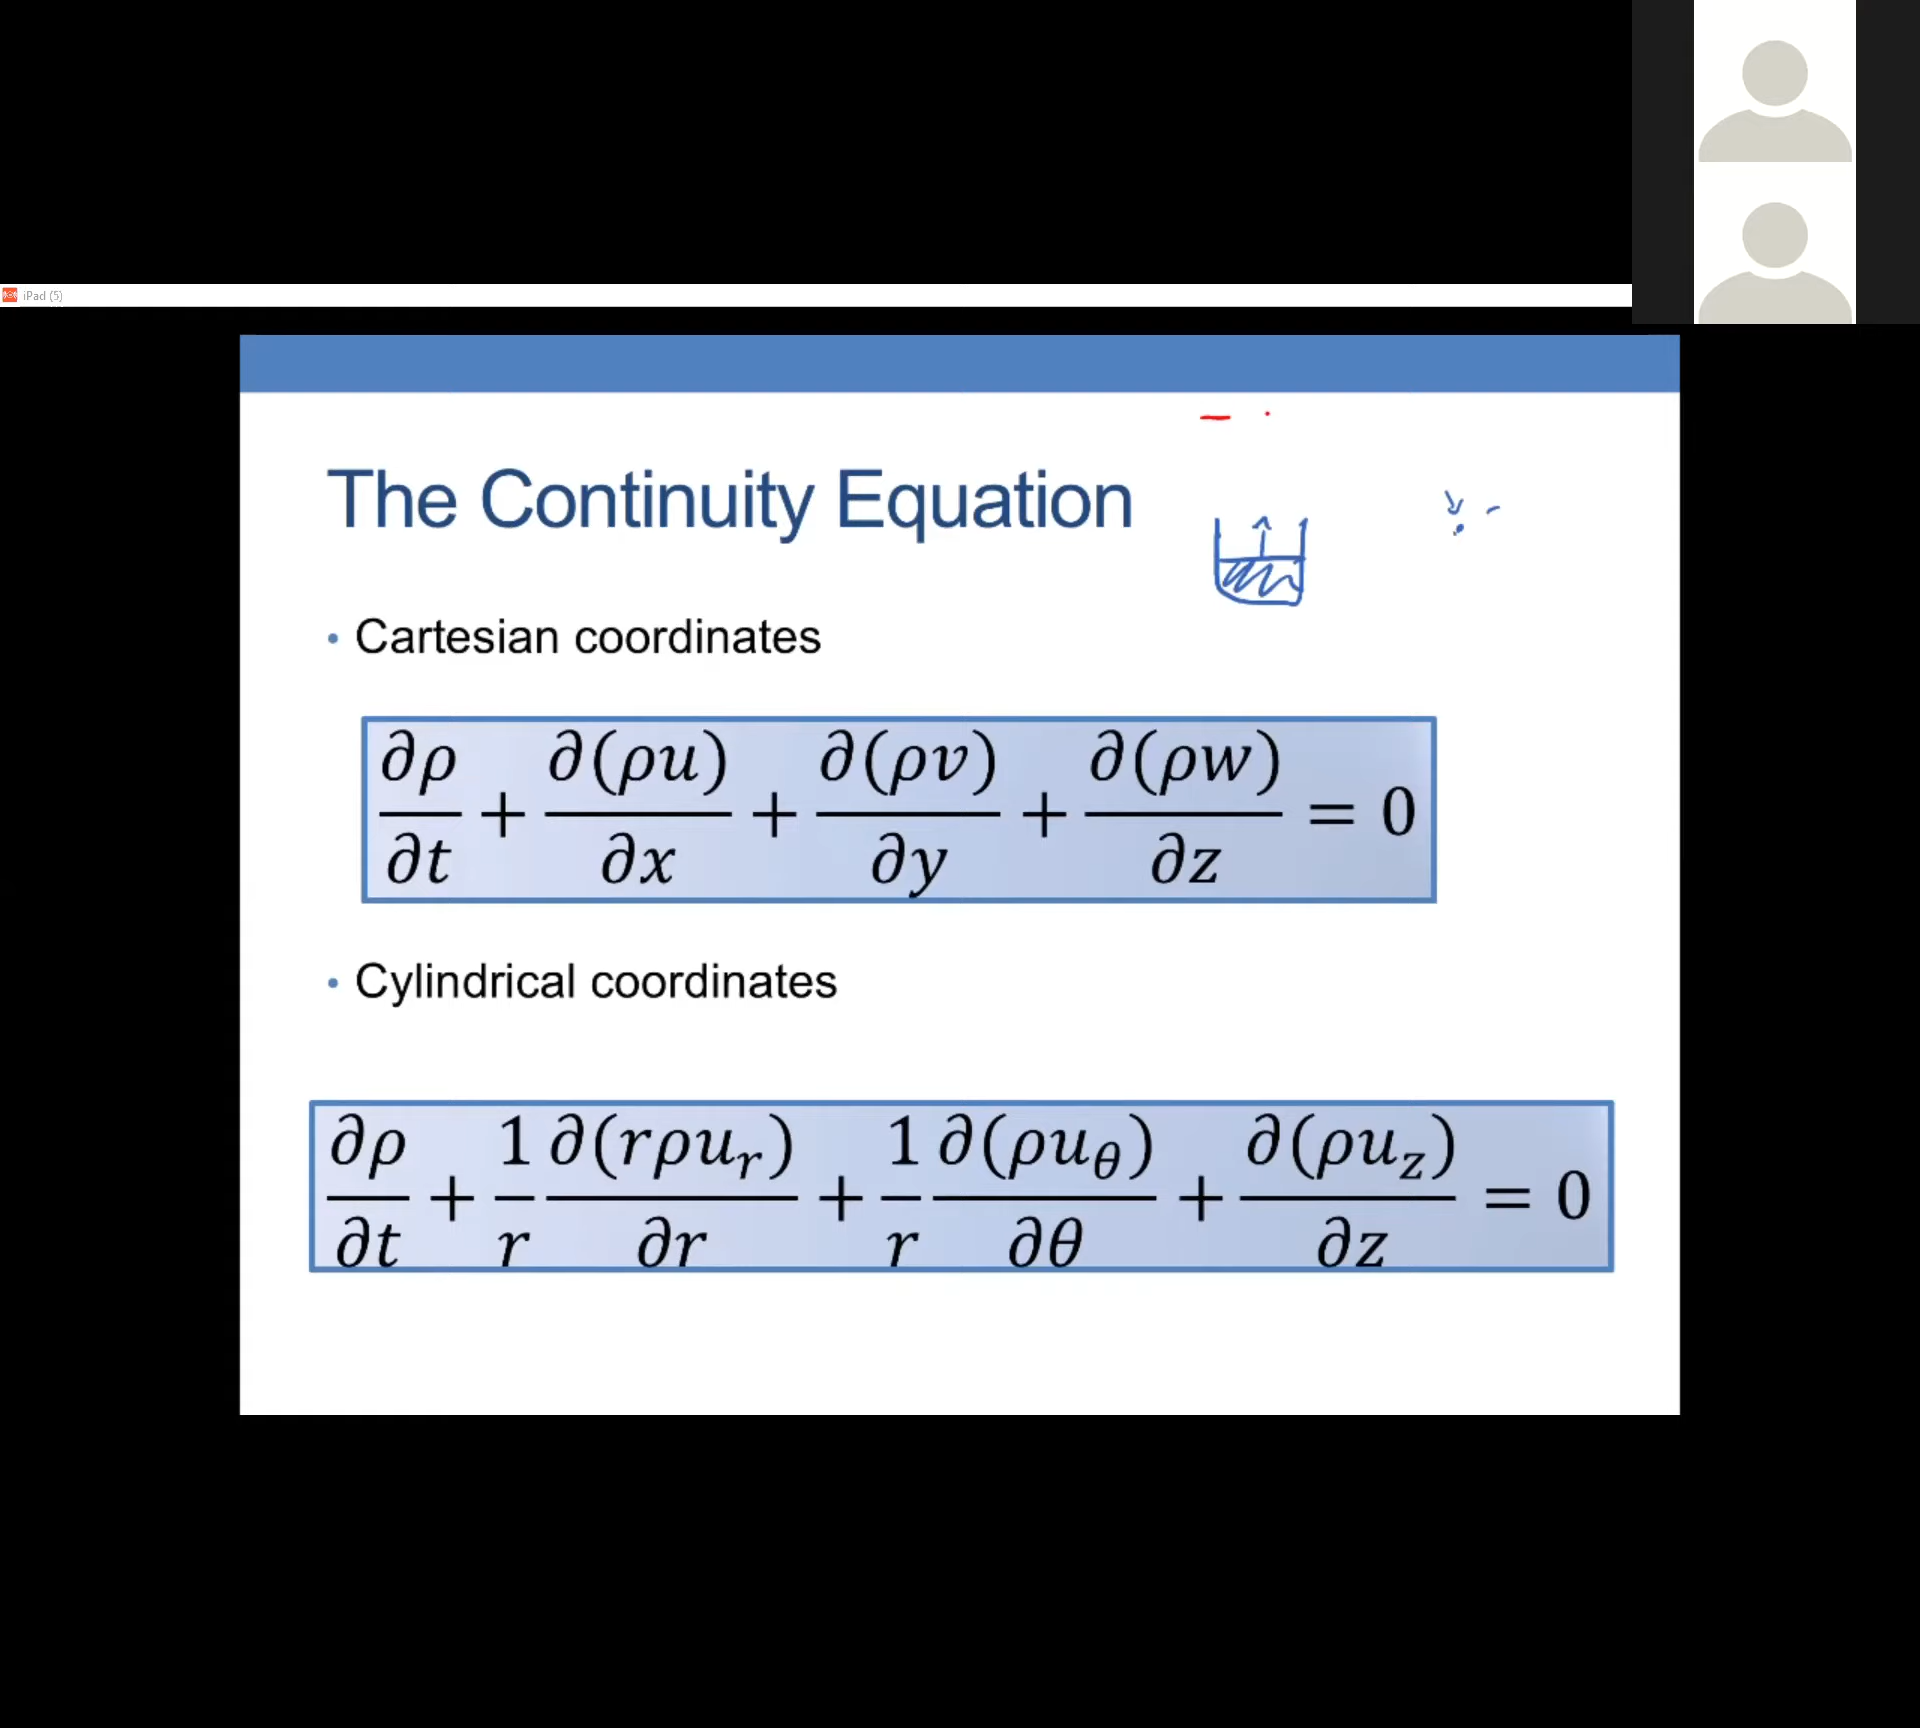 iPad (5)
The Continuity Equation
• Cartesian coordinates
∂ρ/∂t + ∂(ρu)/∂x + ∂(ρv)/∂y + ∂(ρw)/∂z = 0
• Cylindrical coordinates
∂ρ/∂t + 1/r ∂(rρu_r)/∂r + 1/r ∂(ρu_θ)/∂θ + ∂(ρu_z)/∂z = 0